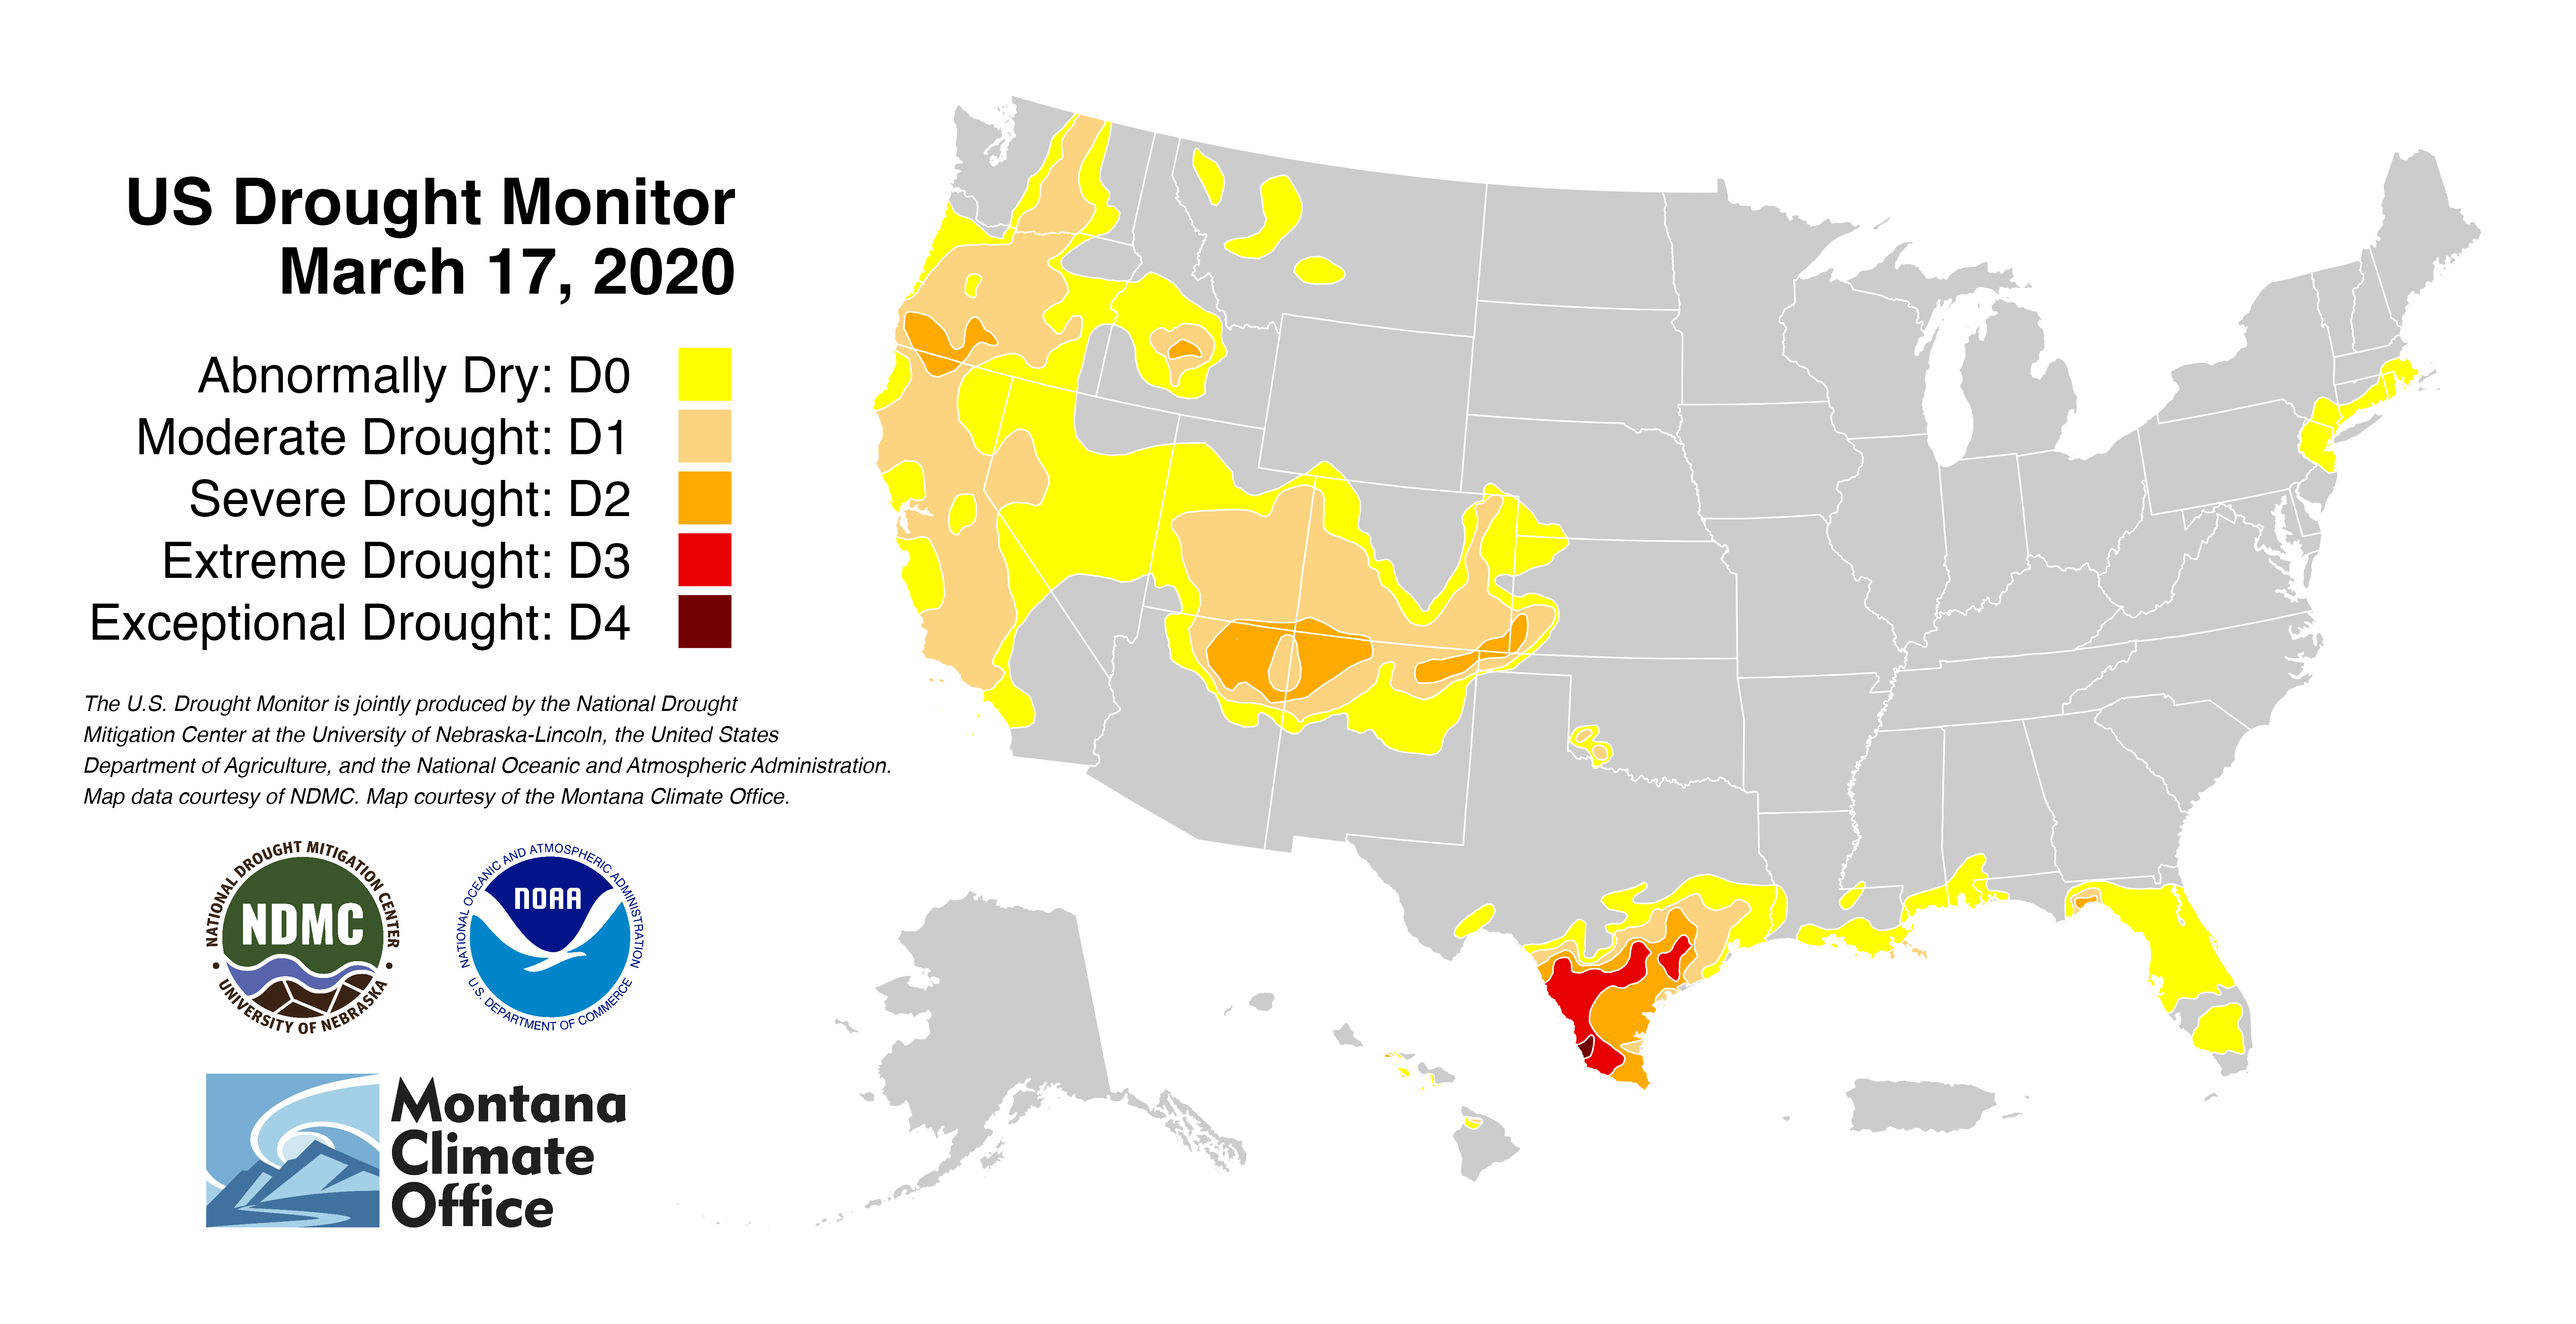 US Drought Monitor
March 17, 2020
Abnormally Dry: D0
Moderate Drought: D1
Severe Drought: D2
Extreme Drought: D3
Exceptional Drought: D4
The U.S. Drought Monitor is jointly produced by the National Drought
Mitigation Center at the University of Nebraska-Lincoln, the United States
Department of Agriculture, and the National Oceanic and Atmospheric Administration.
Map data courtesy of NDMC. Map courtesy of the Montana Climate Office.
NATIONAL DROUGHT MITIGATION CENTER
NDMC
• UNIVERSITY OF NEBRASKA •
NATIONAL OCEANIC AND ATMOSPHERIC ADMINISTRATION
NOAA
U.S. DEPARTMENT OF COMMERCE
Montana
Climate
Office